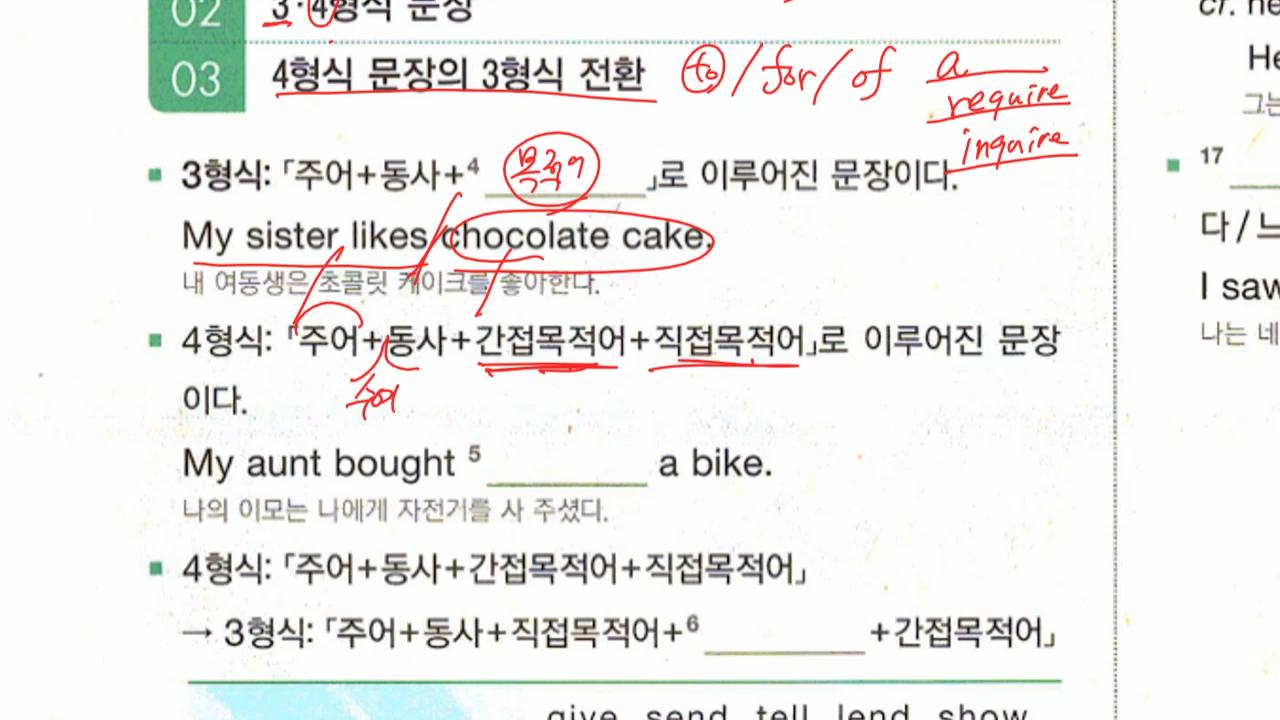 02 3·4형식 문장
cr. he
03 4형식 문장의 3형식 전환 to / for / of a
require
inquire
He
그는
3형식: 「주어+동사+4 목적어 」로 이루어진 문장이다.
17
My sister likes chocolate cake.
다/느
내 여동생은 초콜릿 케이크를 좋아한다.
I saw
4형식: 「주어+동사+간접목적어+직접목적어」로 이루어진 문장
나는 네
주어
이다.
My aunt bought 5 a bike.
나의 이모는 나에게 자전거를 사 주셨다.
4형식: 「주어+동사+간접목적어+직접목적어」
→ 3형식: 「주어+동사+직접목적어+6 +간접목적어」
give, send, tell, lend, show